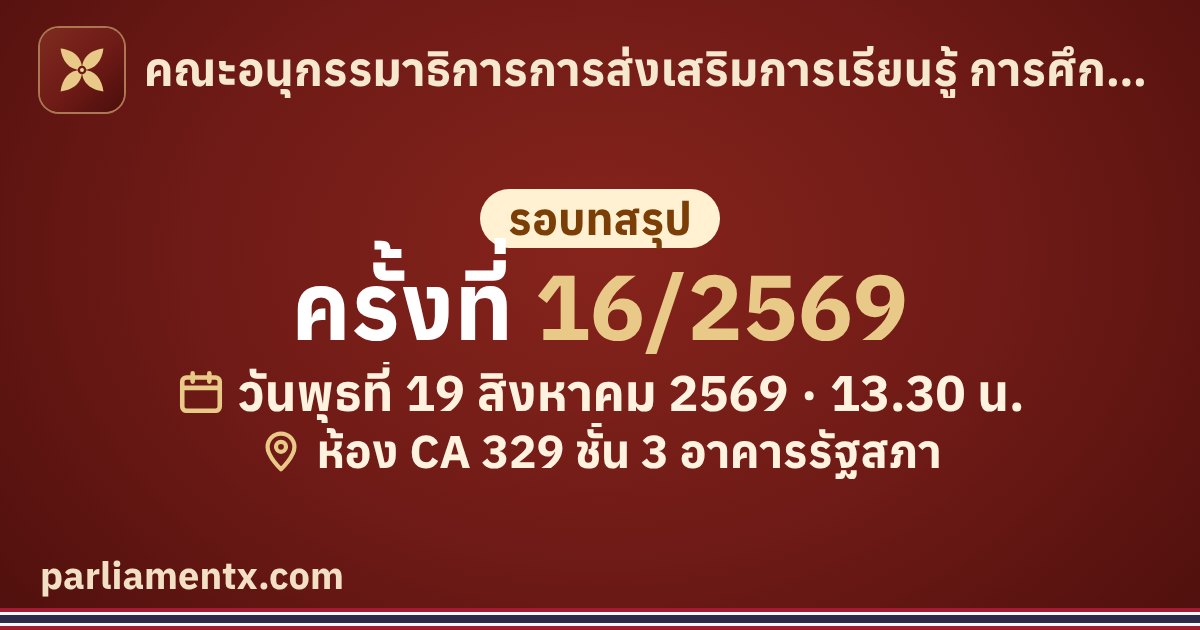 คณะอนุกรรมาธิการการส่งเสริมการเรียนรู้ การศึก...
รอบทสรุป
ครั้งที่ 16/2569
วันพุธที่ 19 สิงหาคม 2569 · 13.30 น.
ห้อง CA 329 ชั้น 3 อาคารรัฐสภา
parliamentx.com